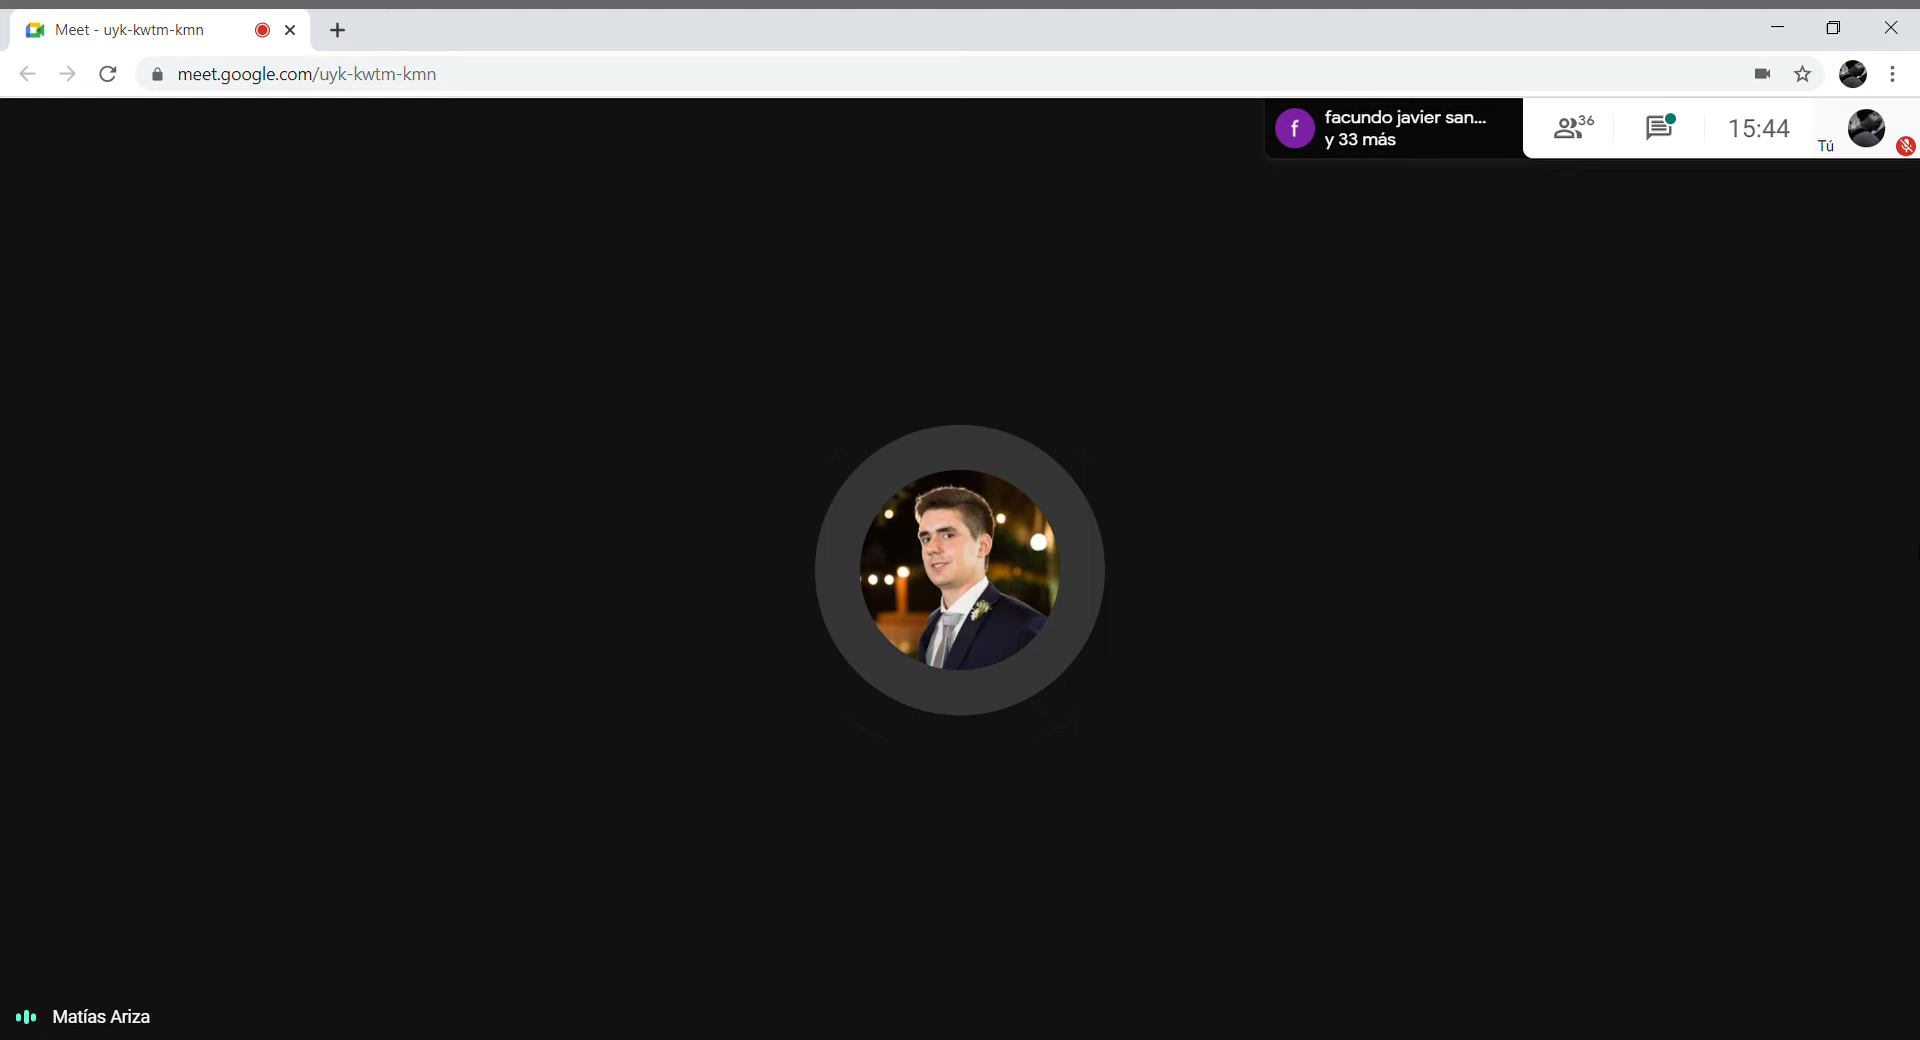 Meet - uyk-kwtm-kmn
meet.google.com/uyk-kwtm-kmn
f
facundo javier san...
y 33 más
36
15:44
Tú
Matías Ariza